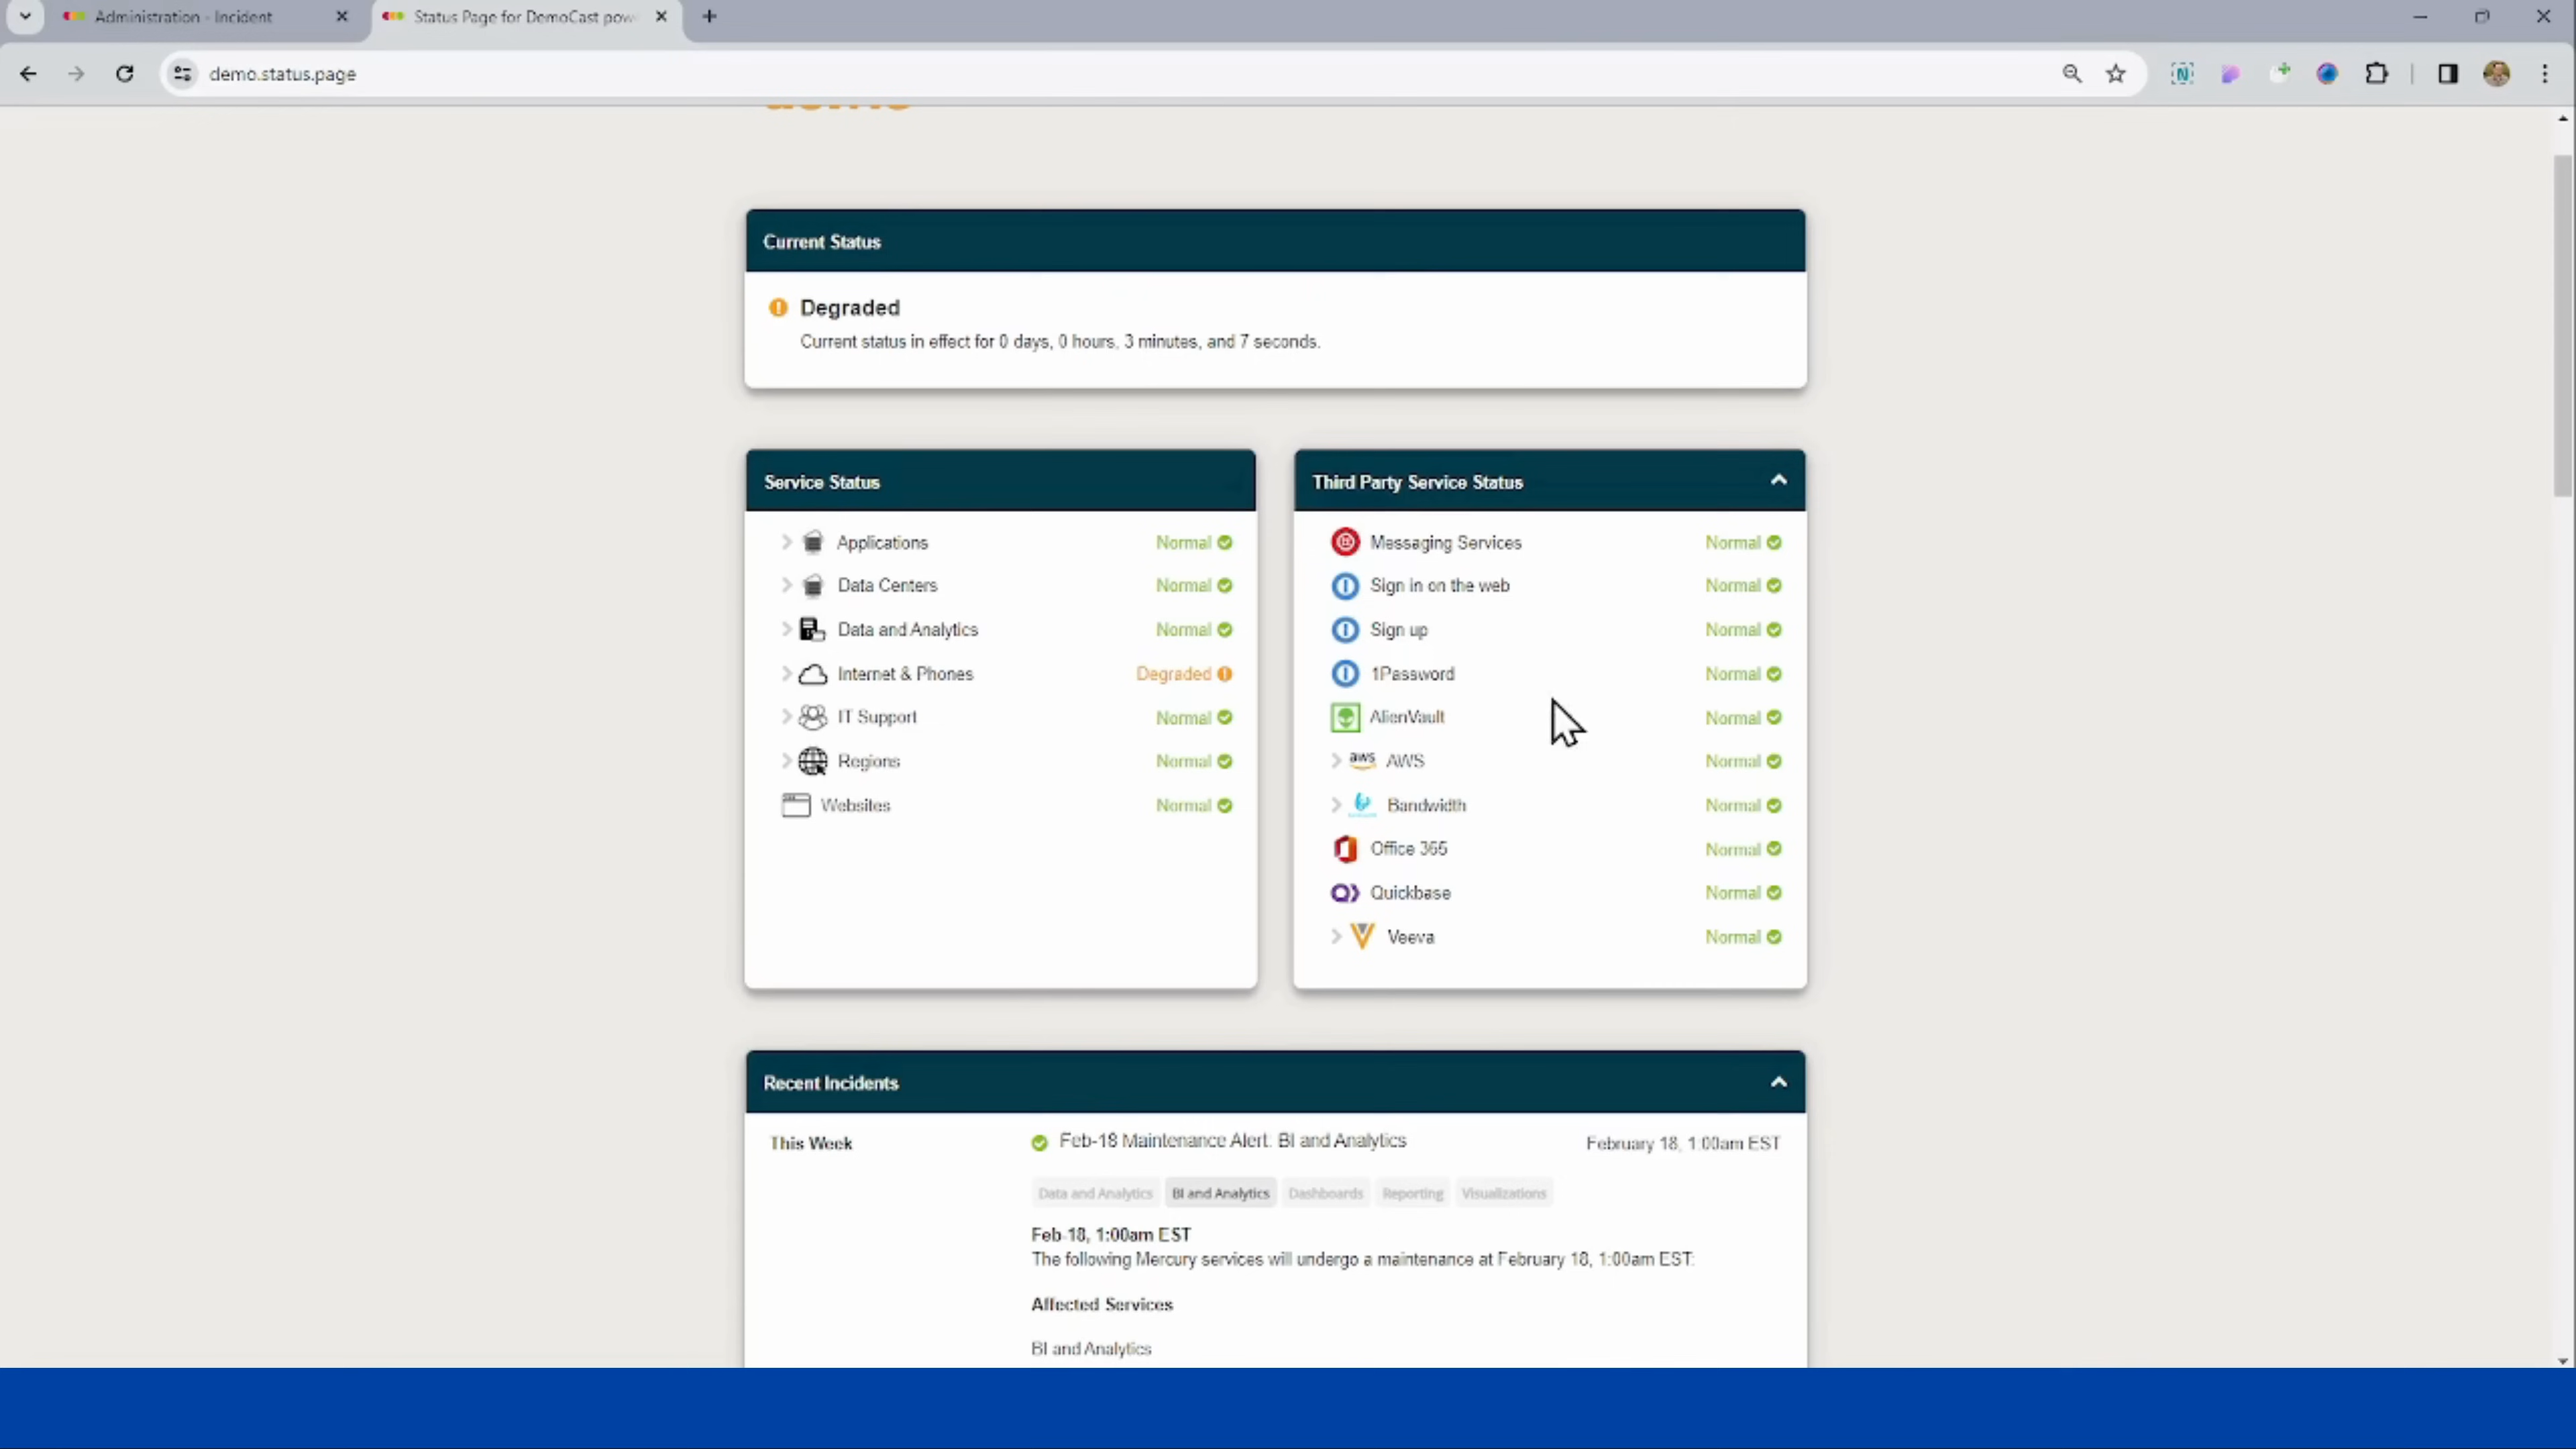 Administration - Incident
Status Page for DemoCast pow
demo.status.page
Current Status
Degraded
Current status in effect for 0 days, 0 hours, 3 minutes, and 7 seconds.
Service Status
Applications Normal
Data Centers Normal
Data and Analytics Normal
Internet & Phones Degraded
IT Support Normal
Regions Normal
Websites Normal
Third Party Service Status
Messaging Services Normal
Sign in on the web Normal
Sign up Normal
1Password Normal
AlienVault Normal
aws AWS Normal
Bandwidth Normal
Office 365 Normal
Quickbase Normal
Veeva Normal
Recent Incidents
This Week
Feb-18 Maintenance Alert: BI and Analytics February 18, 1:00am EST
Data and Analytics BI and Analytics Dashboards Reporting Visualizations
Feb-18, 1:00am EST
The following Mercury services will undergo a maintenance at February 18, 1:00am EST:
Affected Services
BI and Analytics